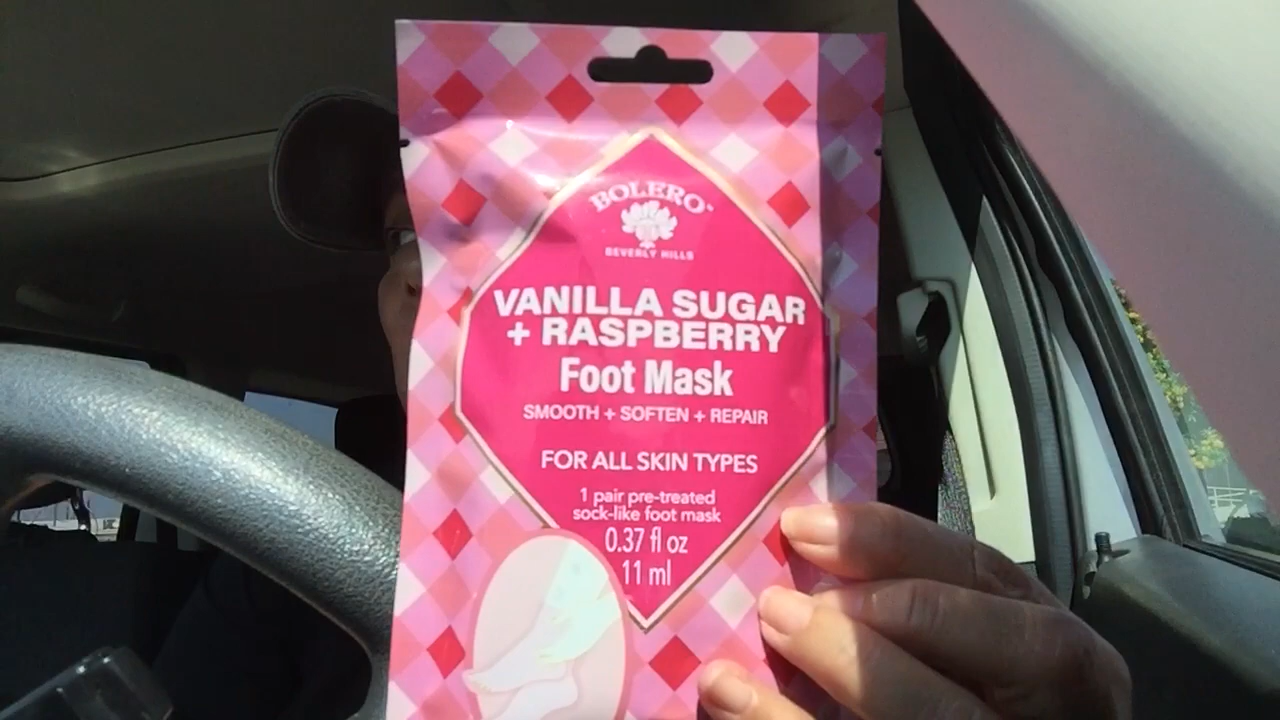 BOLERO™
BEVERLY HILLS
VANILLA SUGAR
+ RASPBERRY
Foot Mask
SMOOTH + SOFTEN + REPAIR
FOR ALL SKIN TYPES
1 pair pre-treated
sock-like foot mask
0.37 fl oz
11 ml